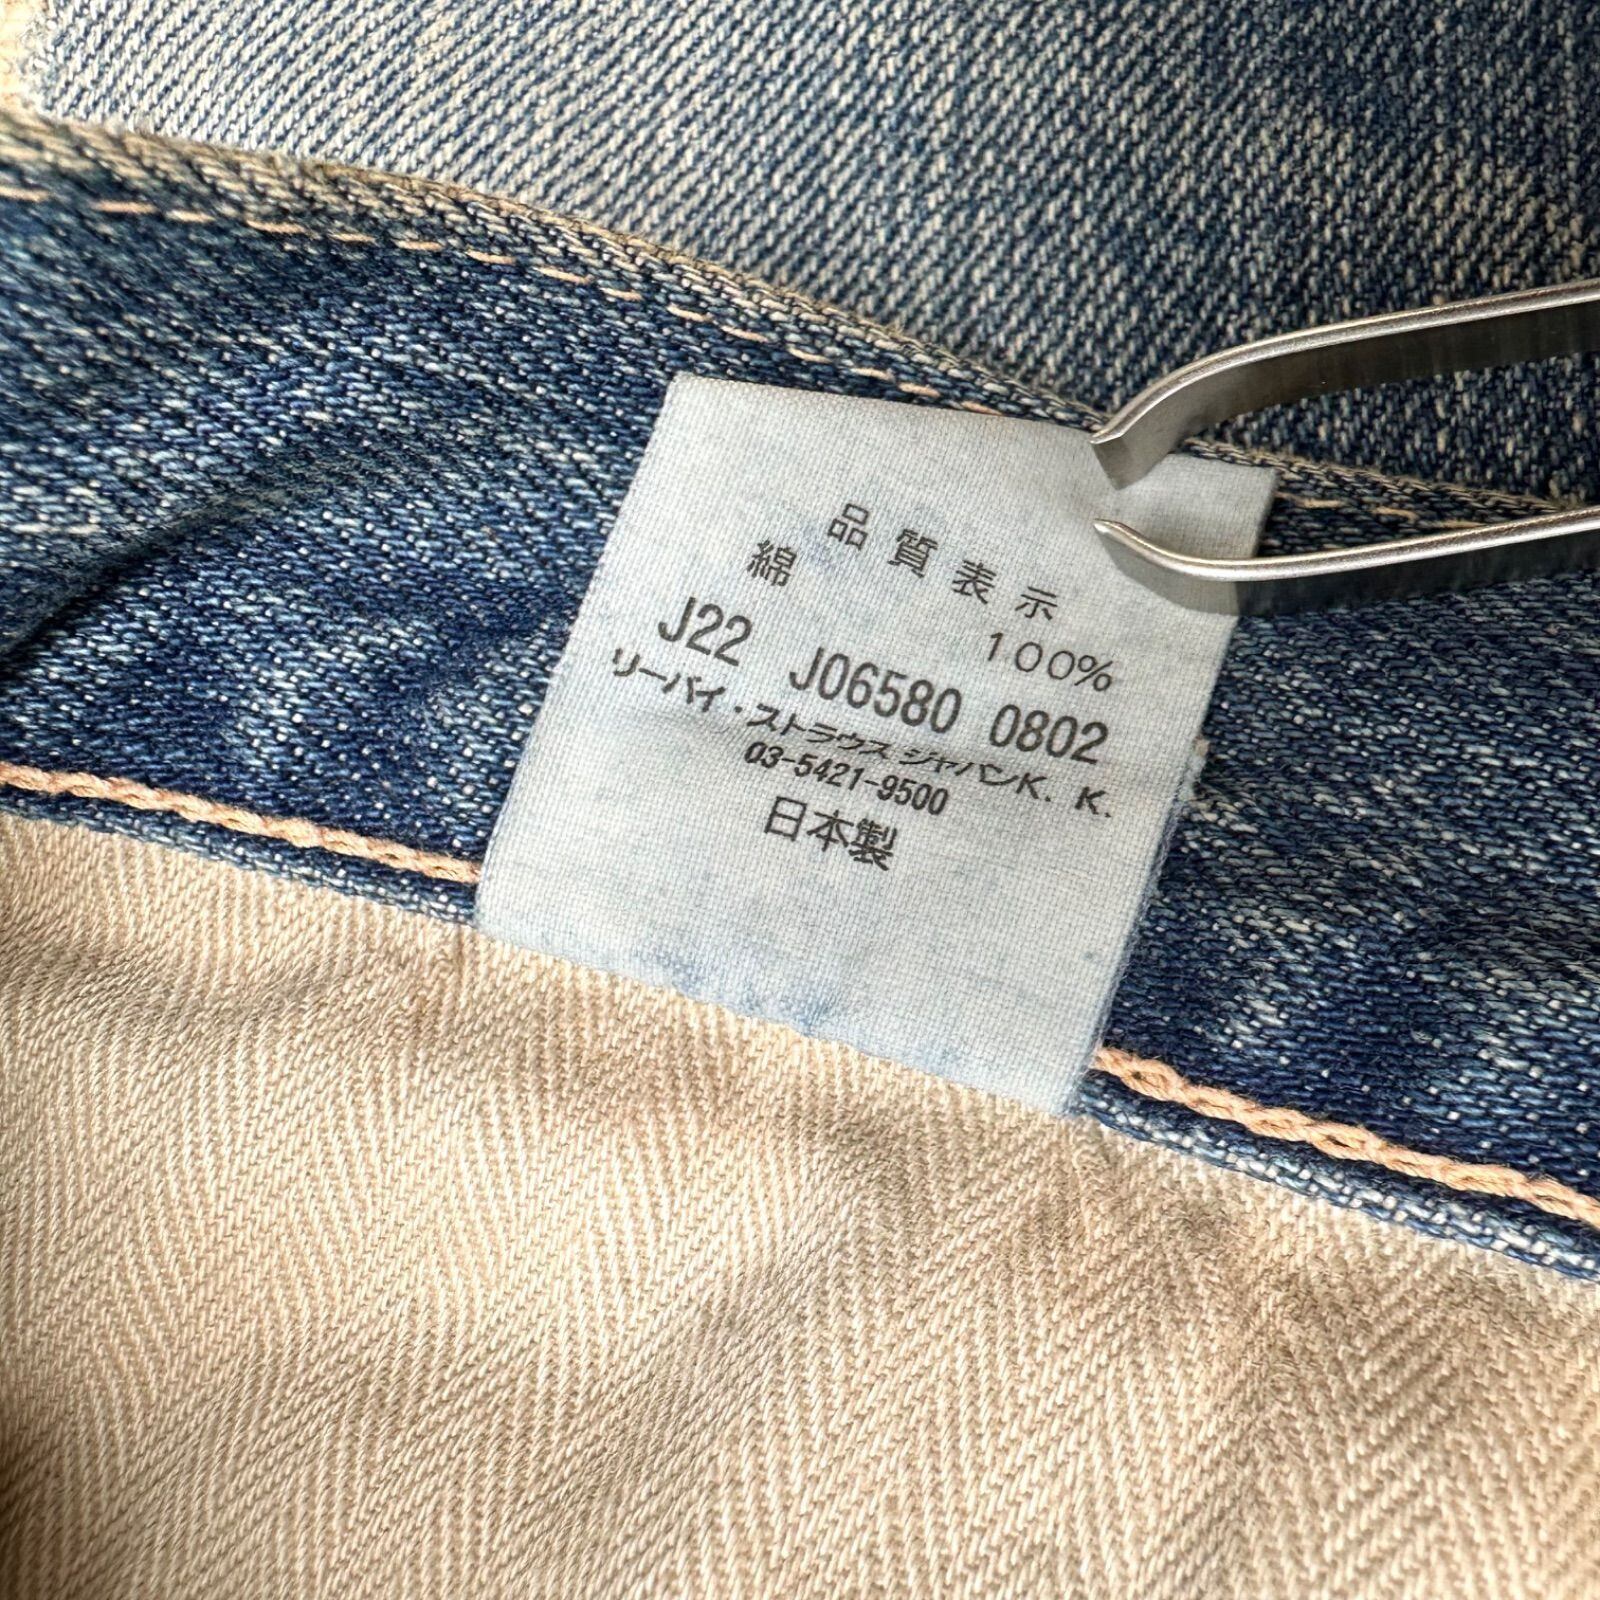 品質表示
綿 100%
J22 J06580 0802
リーバイ・ストラウス ジャパンK.K.
03-5421-9500
日本製